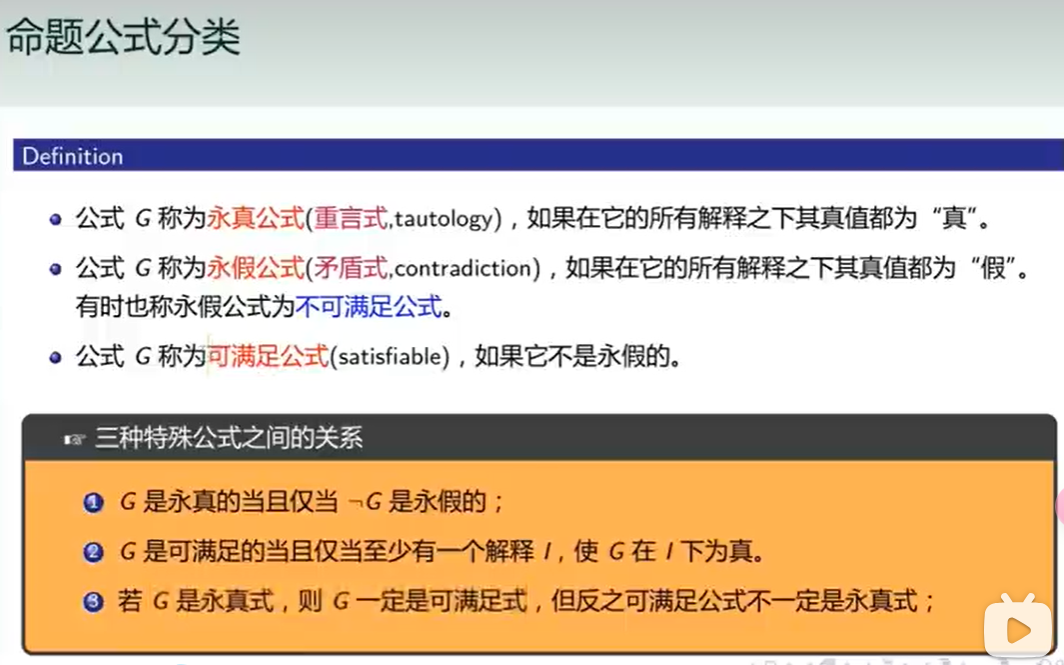 命题公式分类
Definition
公式 G 称为永真公式(重言式,tautology)，如果在它的所有解释之下其真值都为“真”。
公式 G 称为永假公式(矛盾式,contradiction)，如果在它的所有解释之下其真值都为“假”。
有时也称永假公式为不可满足公式。
公式 G 称为可满足公式(satisfiable)，如果它不是永假的。
☞ 三种特殊公式之间的关系
1 G 是永真的当且仅当 ¬G 是永假的；
2 G 是可满足的当且仅当至少有一个解释 I，使 G 在 I 下为真。
3 若 G 是永真式，则 G 一定是可满足式，但反之可满足公式不一定是永真式；